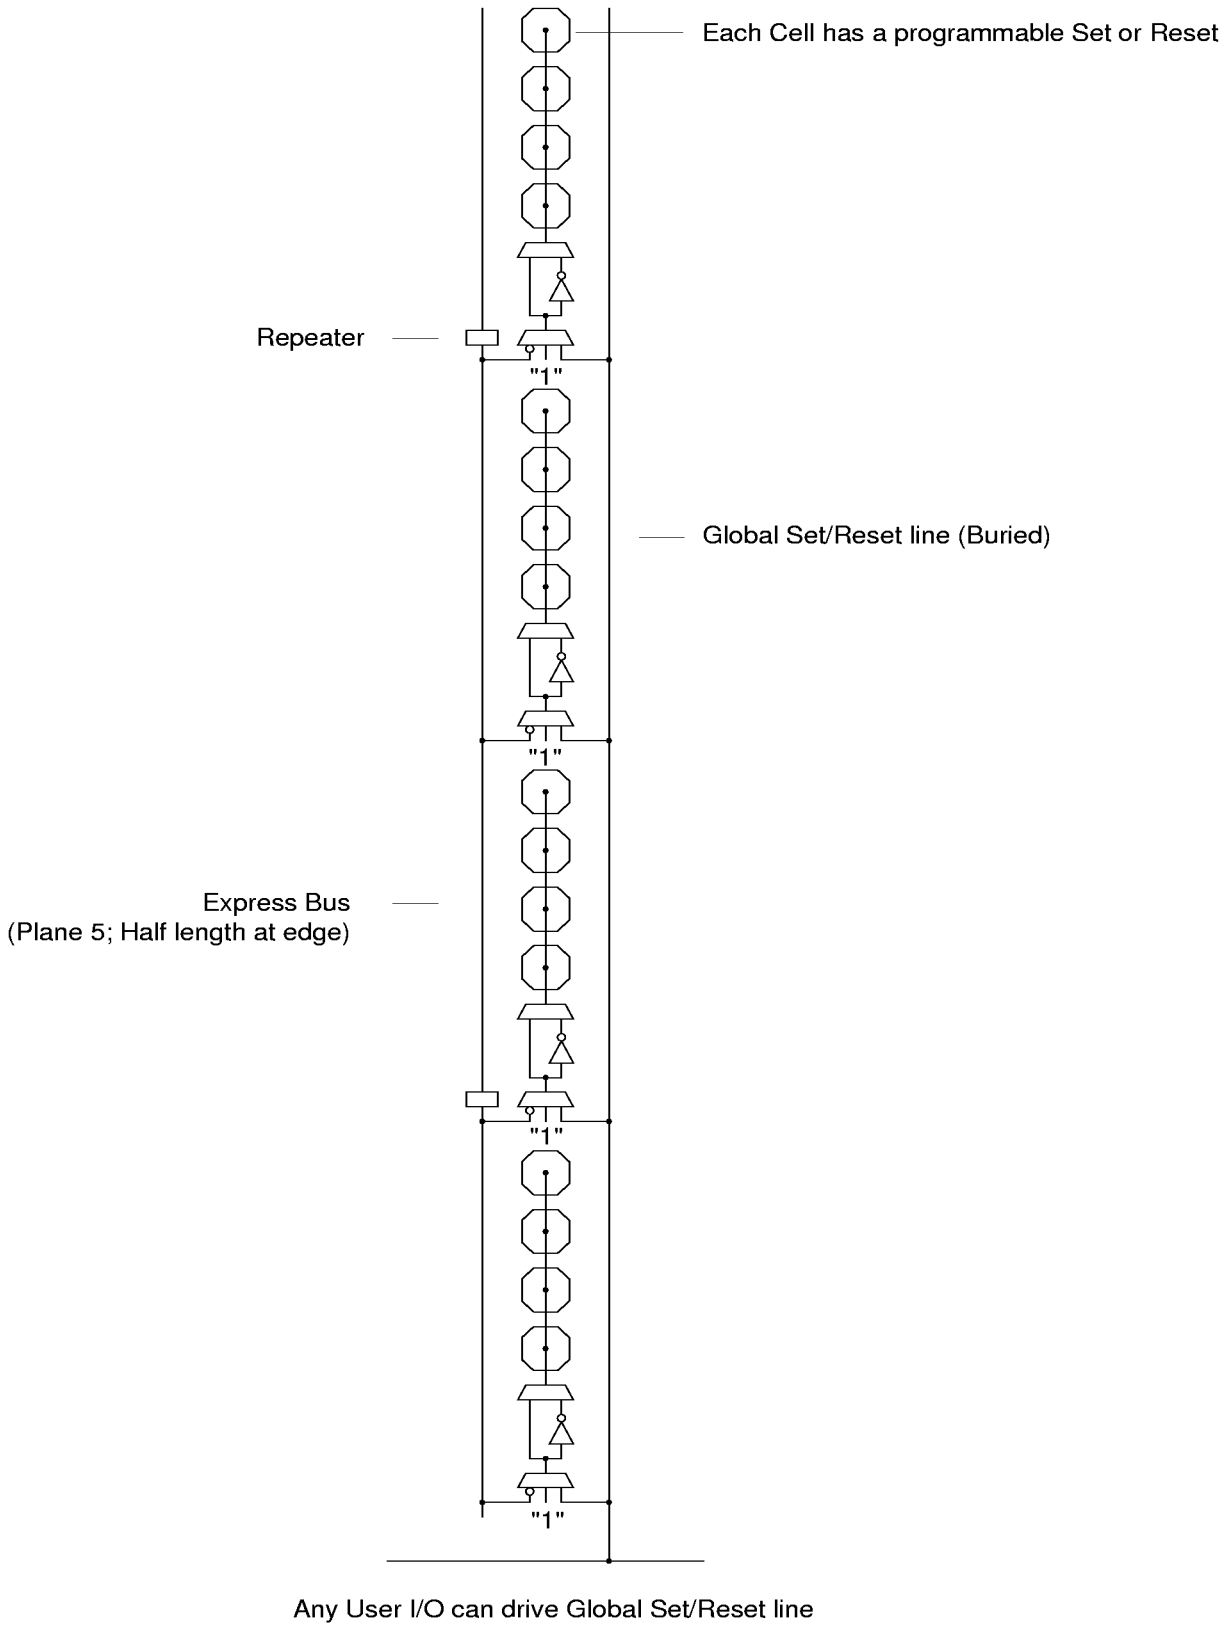 Each Cell has a programmable Set or Reset
Repeater
"1"
Global Set/Reset line (Buried)
"1"
Express Bus
(Plane 5; Half length at edge)
"1"
"1"
Any User I/O can drive Global Set/Reset line